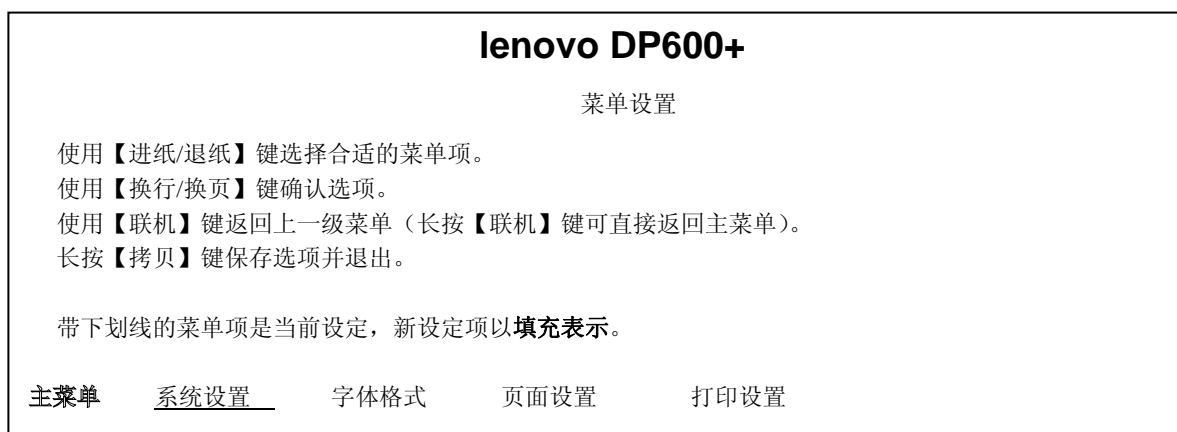 lenovo DP600+
菜单设置
使用【进纸/退纸】键选择合适的菜单项。
使用【换行/换页】键确认选项。
使用【联机】键返回上一级菜单（长按【联机】键可直接返回主菜单）。
长按【拷贝】键保存选项并退出。
带下划线的菜单项是当前设定，新设定项以填充表示。
主菜单 系统设置 字体格式 页面设置 打印设置